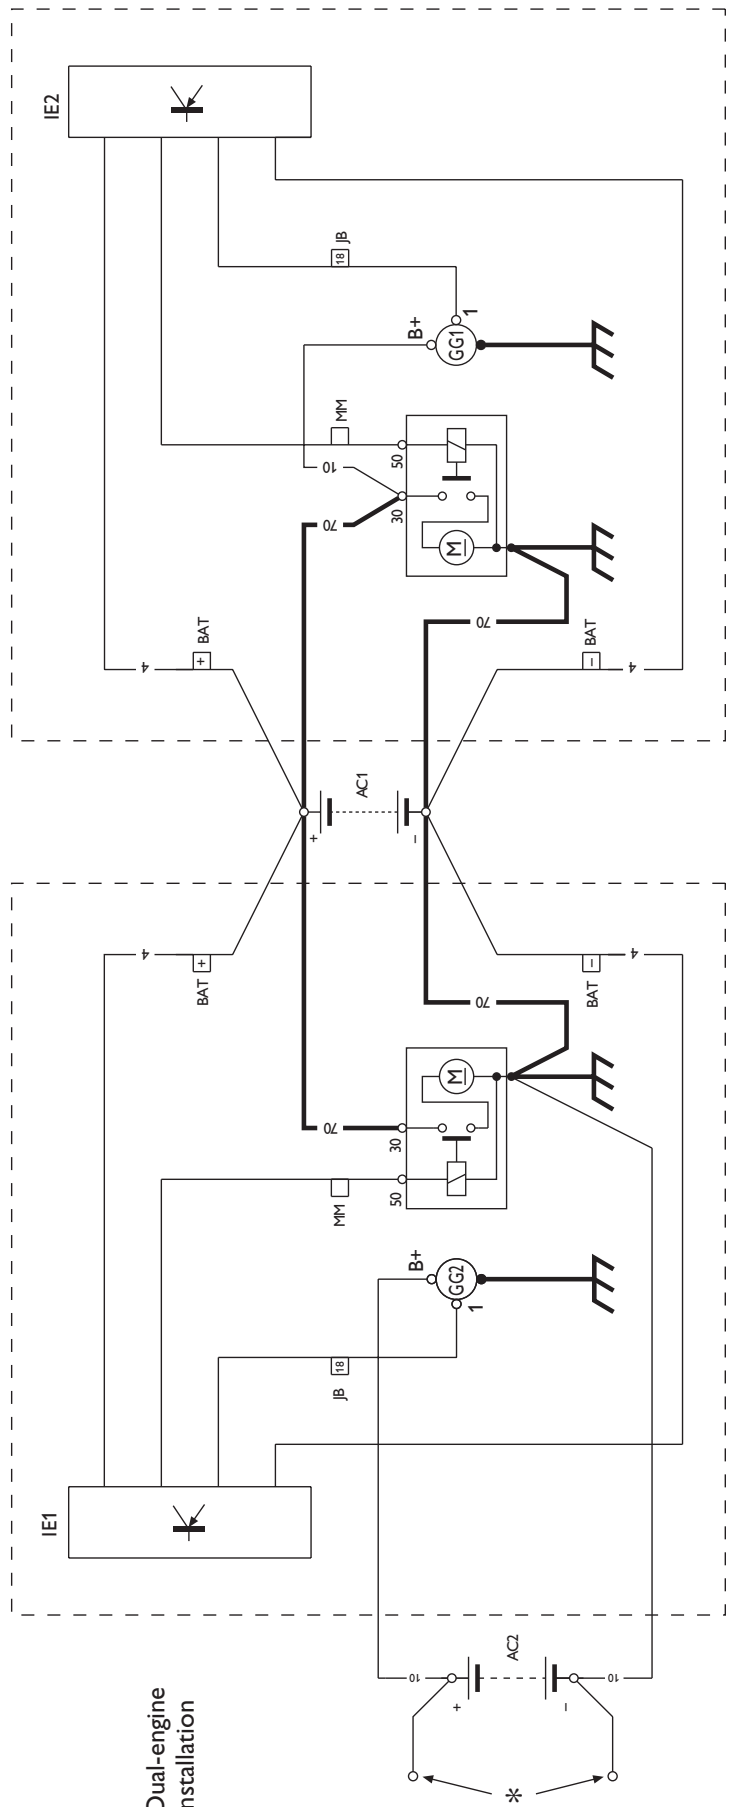 IE2
18
JB
B+
1
GG1
MM
10
50
30
70
M
70
BAT
+
4
BAT
–
4
AC1
+
–
4
+
BAT
4
–
BAT
70
M
70
30
50
MM
B+
GG2
1
18
JB
IE1
AC2
10
10
+
–
Dual-engine
nstallation
*